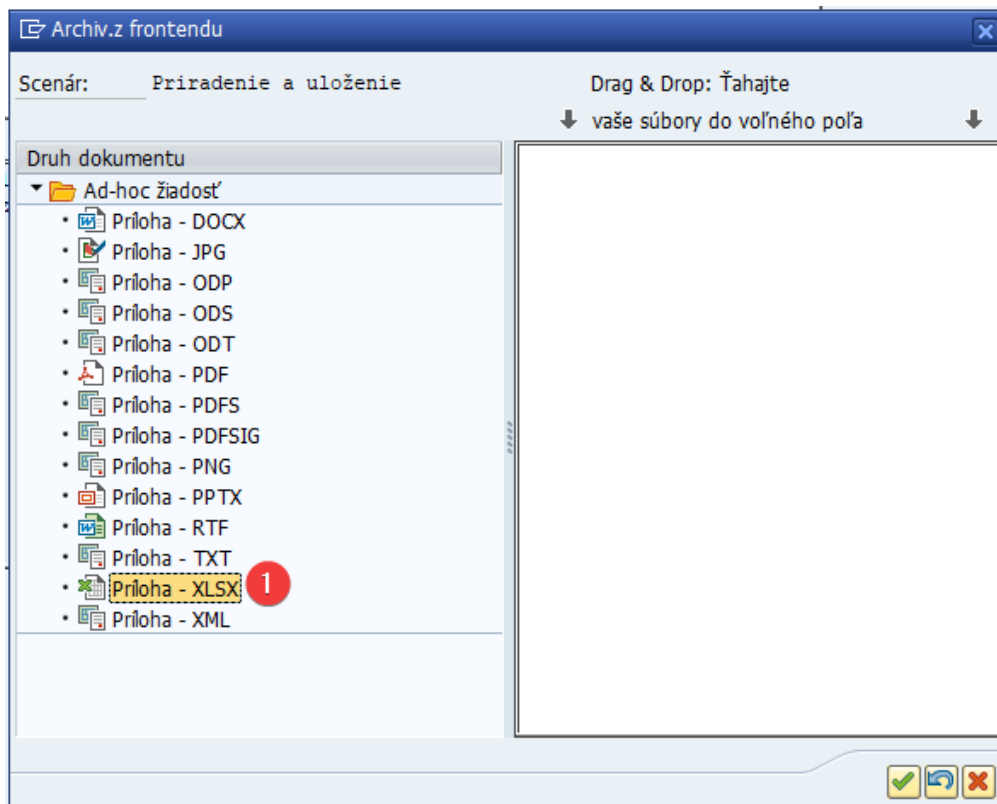 Archiv.z frontendu
Scenár: Priradenie a uloženie
Drag & Drop: Ťahajte
vaše súbory do voľného poľa
Druh dokumentu
Ad-hoc žiadosť
Príloha - DOCX
Príloha - JPG
Príloha - ODP
Príloha - ODS
Príloha - ODT
Príloha - PDF
Príloha - PDFS
Príloha - PDFSIG
Príloha - PNG
Príloha - PPTX
Príloha - RTF
Príloha - TXT
Príloha - XLSX 1
Príloha - XML